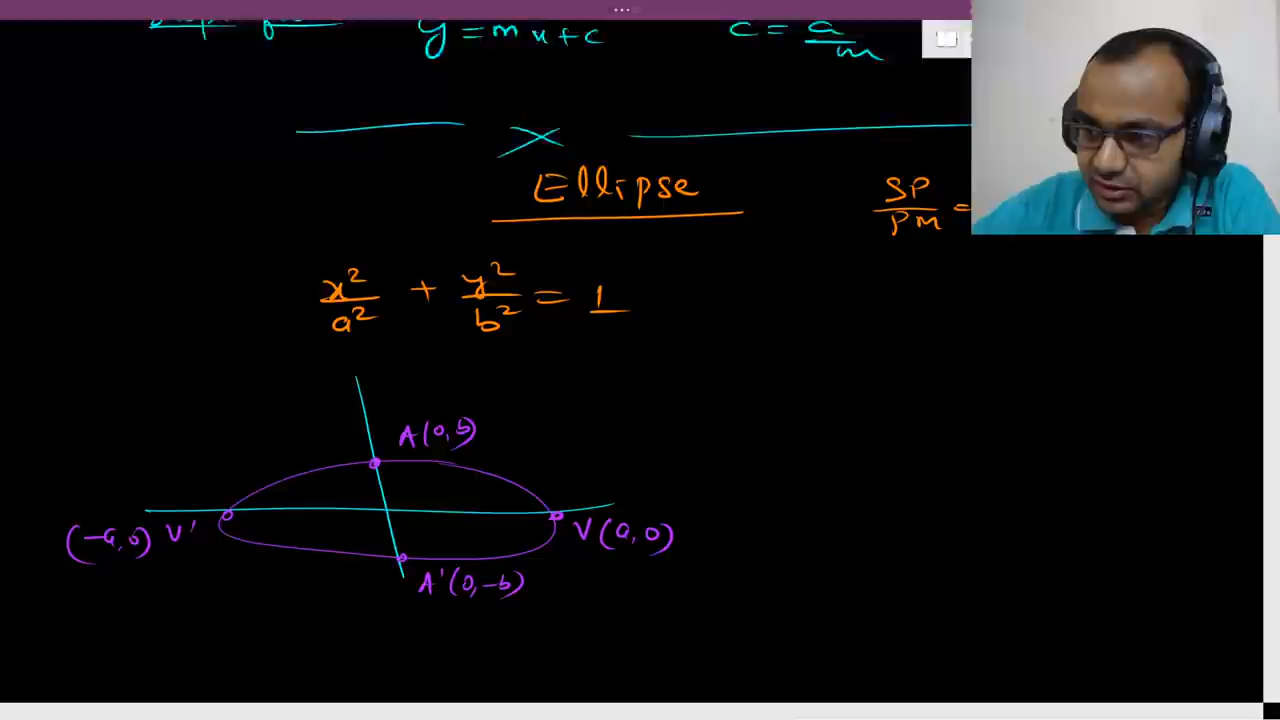 y = mx + c c = a/m
Ellipse
SP/PM =
x²/a² + y²/b² = 1
A(0, b)
(-a, 0) V' V(a, 0)
A'(0, -b)